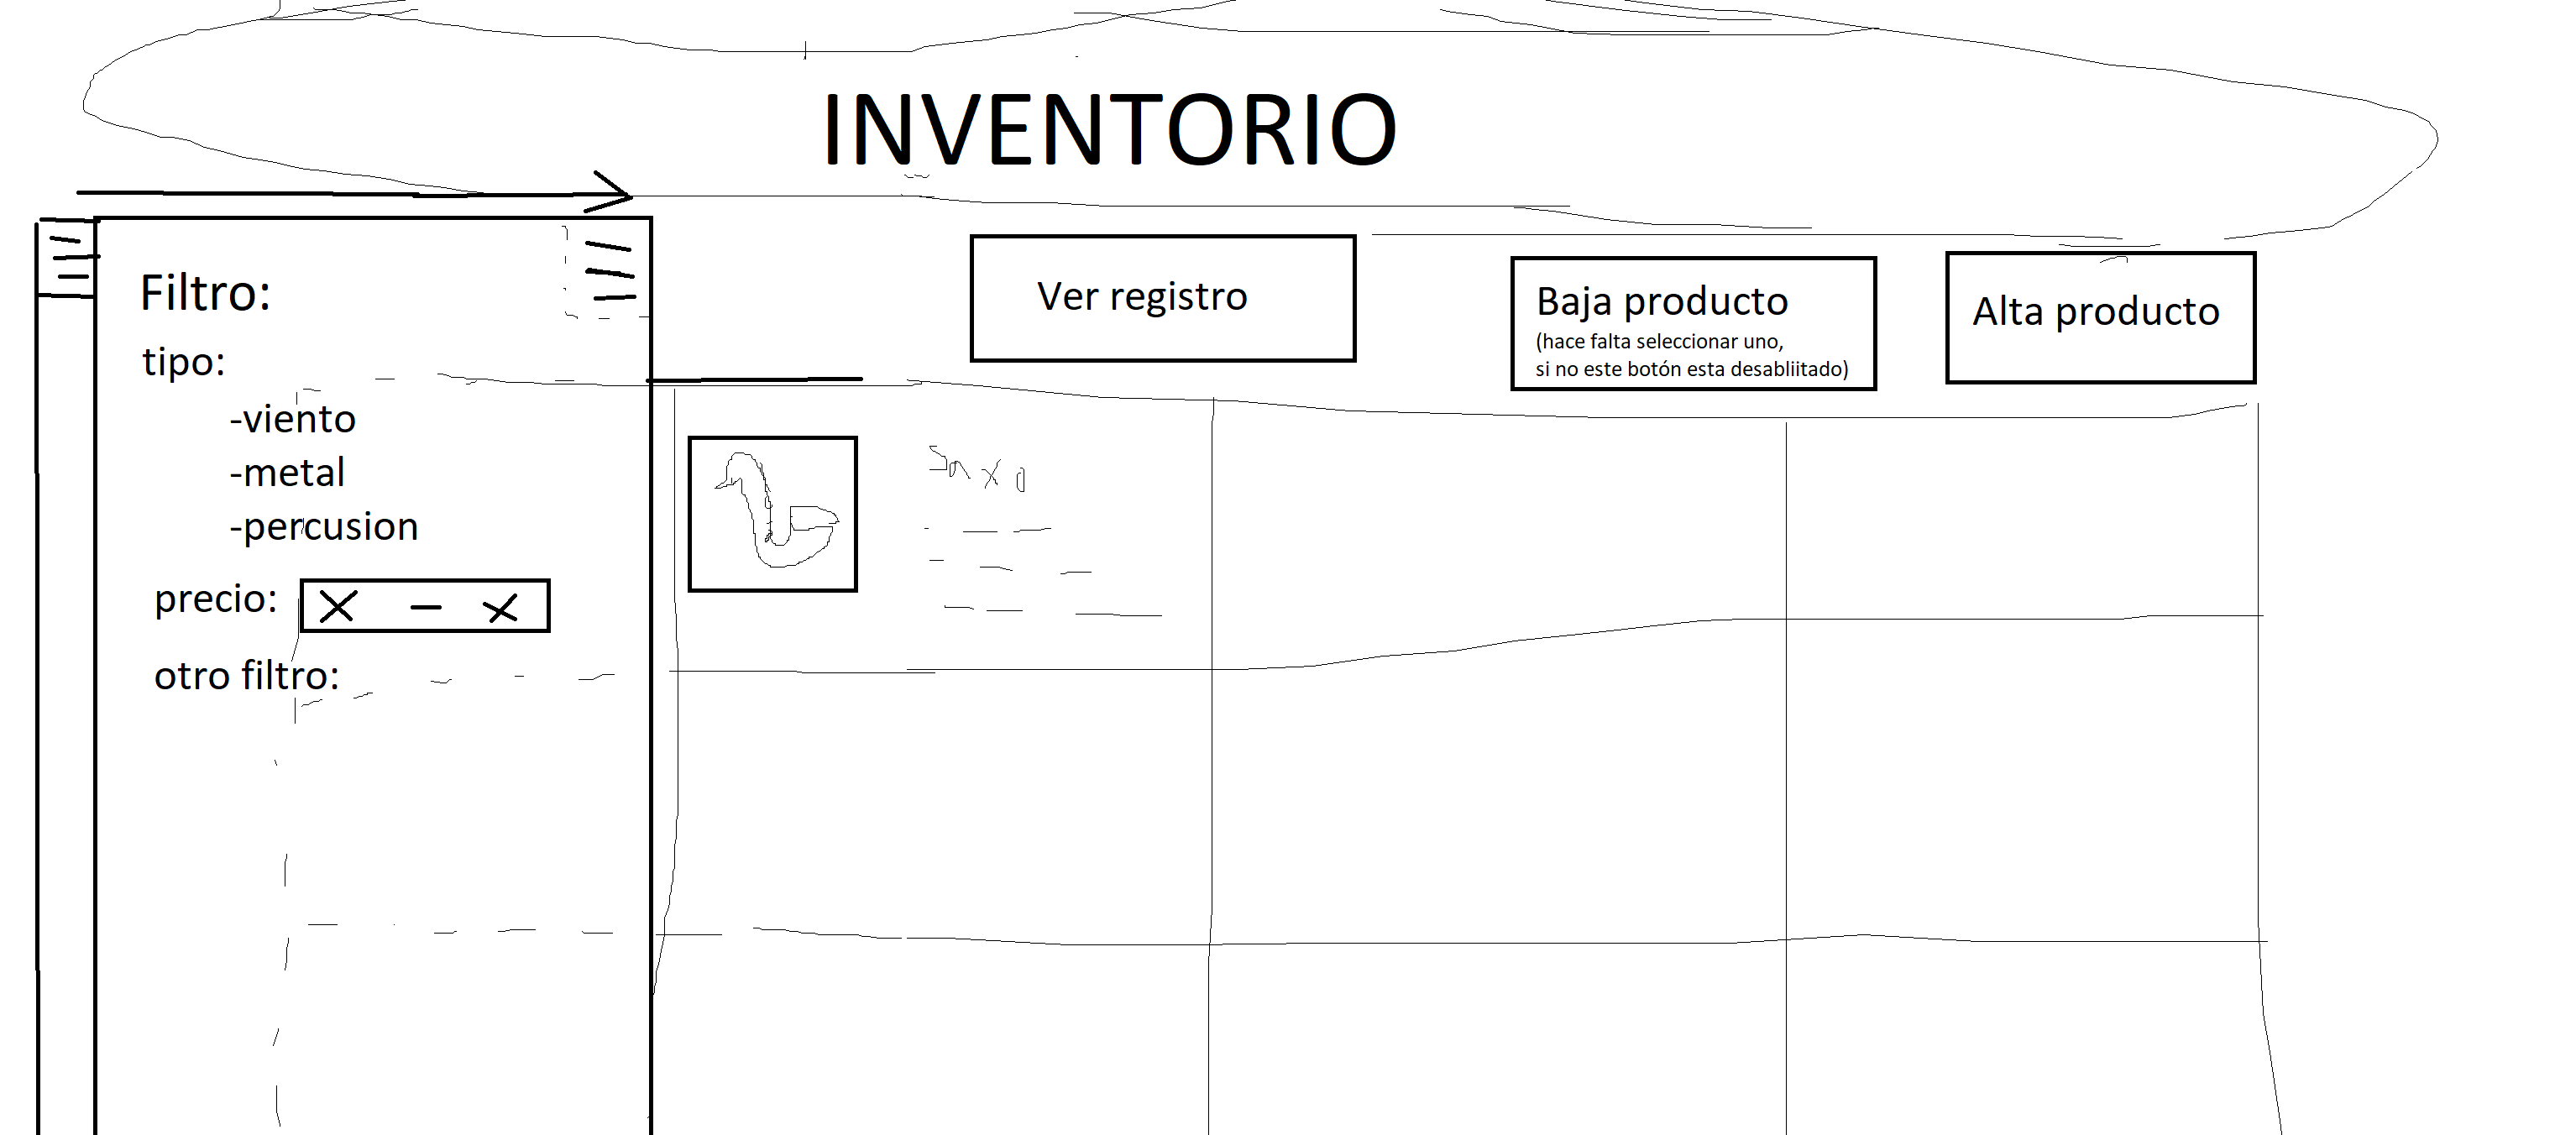 INVENTORIO
Filtro:
tipo:
-viento
-metal
-percusion
precio: X – X
otro filtro:
Ver registro
Baja producto
(hace falta seleccionar uno,
si no este botón esta desabliitado)
Alta producto
Saxo